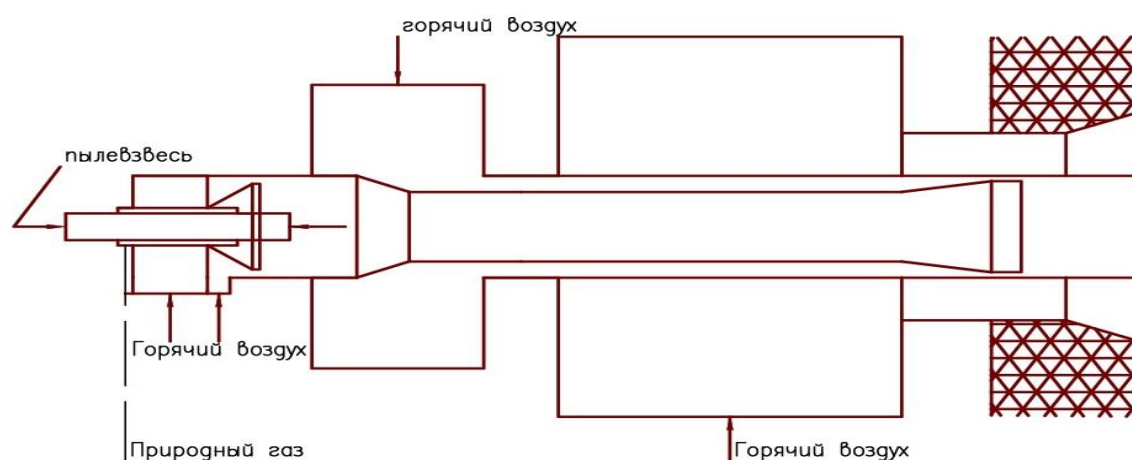 горячий воздух
пылевзвесь
Горячий воздух
Природный газ
Горячий воздух